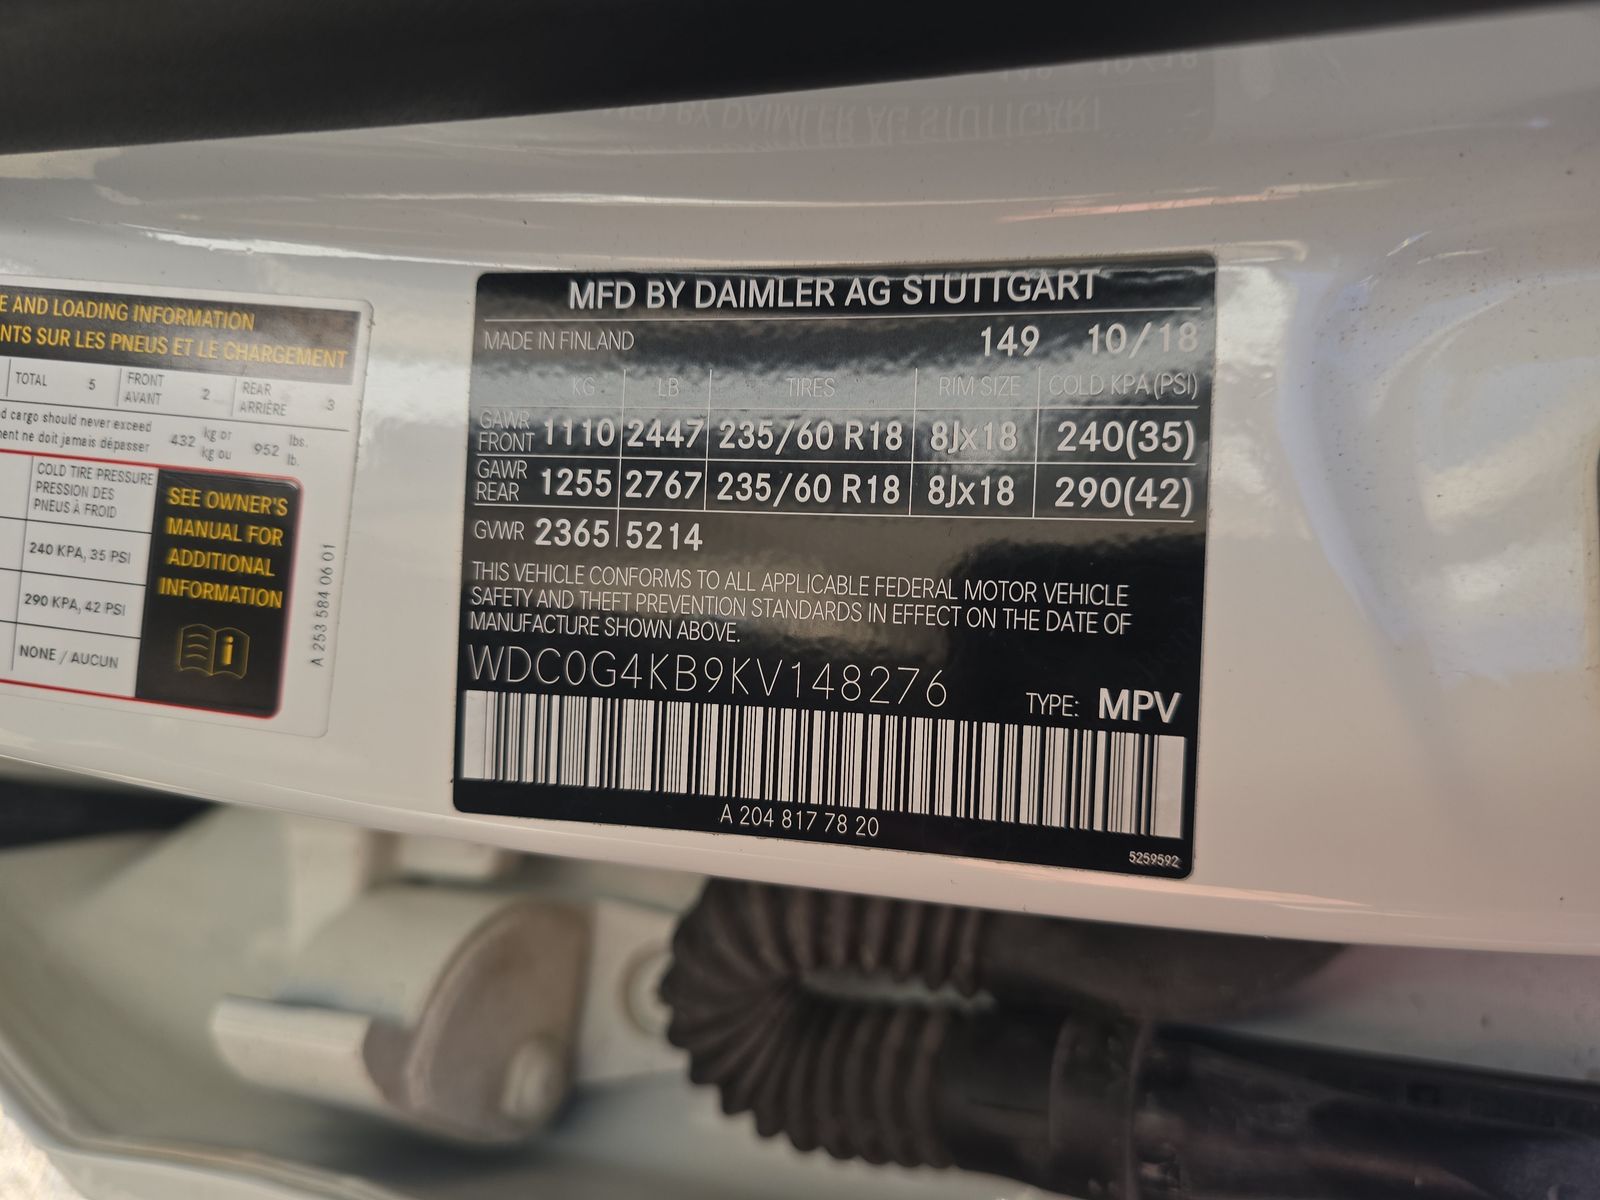 E AND LOADING INFORMATION
NTS SUR LES PNEUS ET LE CHARGEMENT
TOTAL 5 FRONT AVANT 2 REAR ARRIÈRE 3
d cargo should never exceed
ent ne doit jamais dépasser
432 kg or kg ou 952 lbs. lb.
COLD TIRE PRESSURE
PRESSION DES
PNEUS À FROID
240 KPA, 35 PSI
290 KPA, 42 PSI
NONE / AUCUN
SEE OWNER'S
MANUAL FOR
ADDITIONAL
INFORMATION
i
A 253 584 06 01
MFD BY DAIMLER AG STUTTGART
MADE IN FINLAND 149 10/18
KG LB TIRES RIM SIZE COLD KPA (PSI)
GAWR FRONT 1110 2447 235/60 R18 8Jx18 240(35)
GAWR REAR 1255 2767 235/60 R18 8Jx18 290(42)
GVWR 2365 5214
THIS VEHICLE CONFORMS TO ALL APPLICABLE FEDERAL MOTOR VEHICLE
SAFETY AND THEFT PREVENTION STANDARDS IN EFFECT ON THE DATE OF
MANUFACTURE SHOWN ABOVE.
WDC0G4KB9KV148276
TYPE: MPV
A 204 817 78 20
5259592